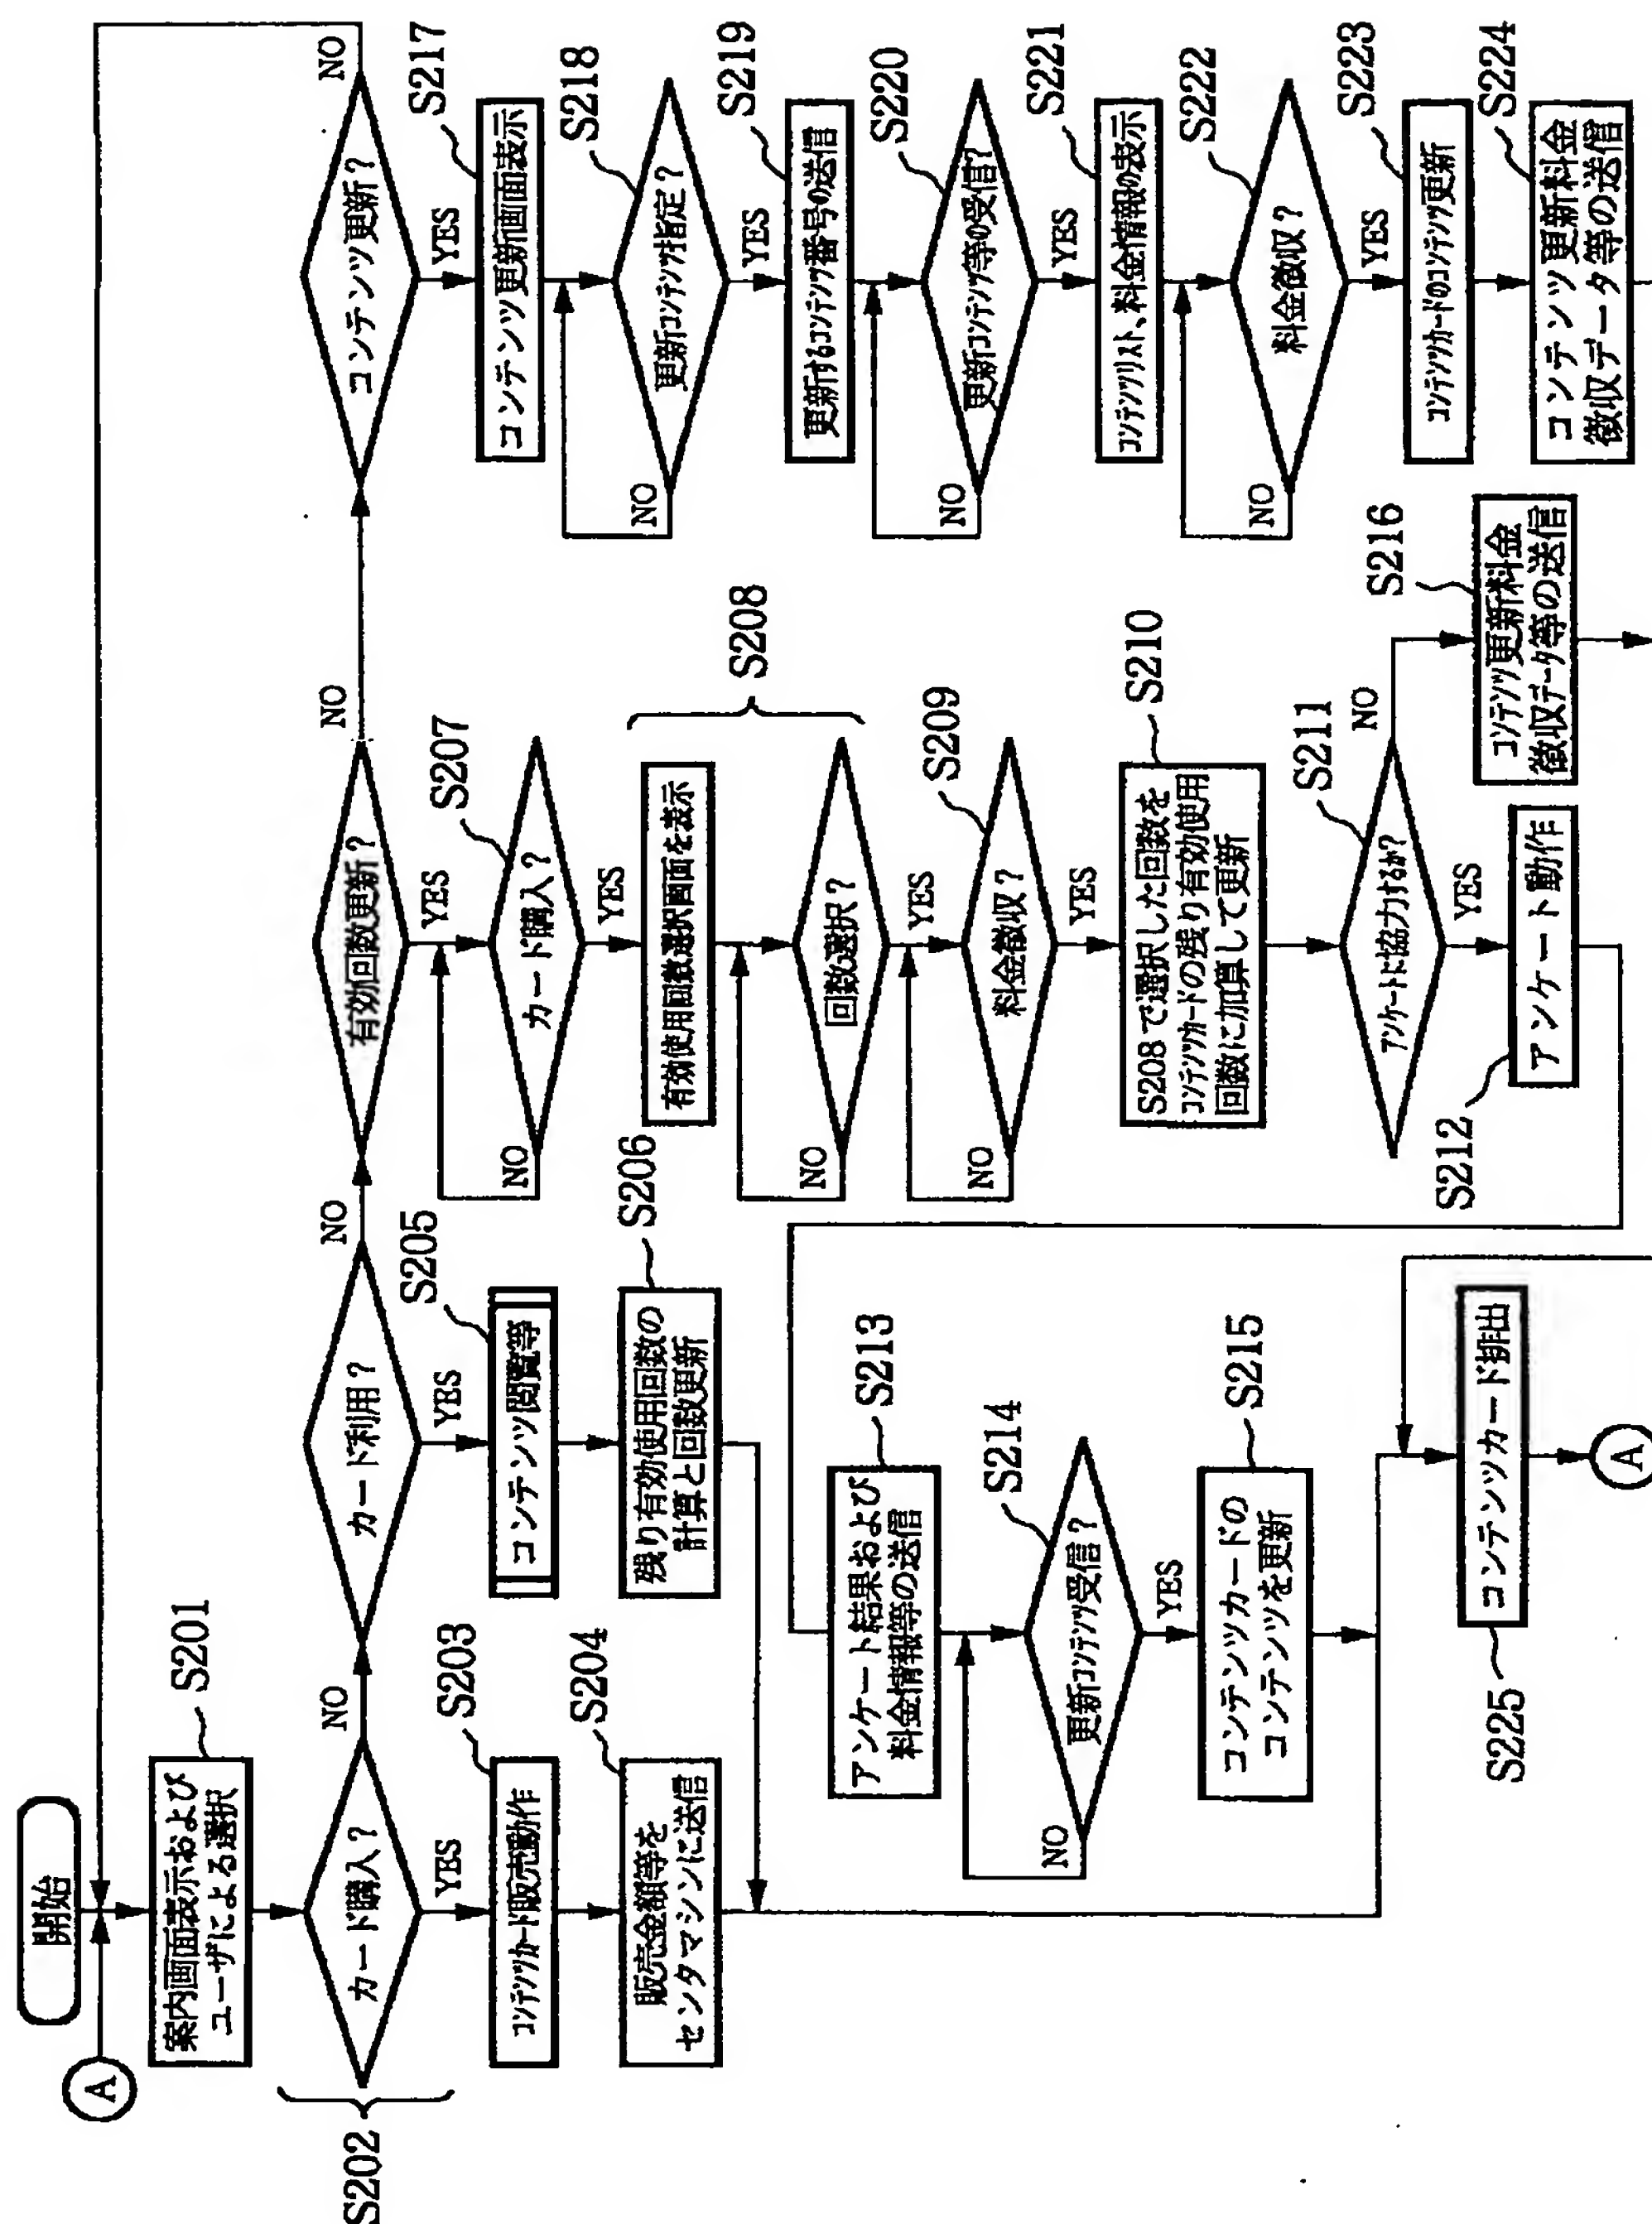 開始
A
案内画面表示および
ユーザによる選択
S201
S202
カード購入?
NO
YES
コンテンツカード販売動作
S203
販売金額等を
センタマシンに送信
S204
カード利用?
NO
YES
コンテンツ閲覧等
S205
残り有効使用回数の
計算と回数更新
S206
有効回数更新?
NO
YES
カード購入?
S207
NO
YES
有効使用回数選択画面を表示
S208
回数選択?
NO
YES
料金徴収?
S209
NO
YES
S208で選択した回数を
コンテンツカードの残り有効使用
回数に加算して更新
S210
アンケートに協力するか?
S211
NO
YES
アンケート動作
S212
コンテンツ更新料金
徴収データ等の送信
S216
アンケート結果および
料金情報等の送信
S213
更新コンテンツ受信?
S214
NO
YES
コンテンツカードの
コンテンツを更新
S215
コンテンツ更新?
NO
YES
コンテンツ更新画面表示
S217
更新コンテンツ指定?
S218
NO
YES
更新するコンテンツ番号の送信
S219
更新コンテンツ等の受信?
S220
NO
YES
コンテンツリスト、料金情報の表示
S221
料金徴収?
S222
NO
YES
コンテンツカードのコンテンツ更新
S223
コンテンツ更新料金
徴収データ等の送信
S224
コンテンツカード排出
S225
A